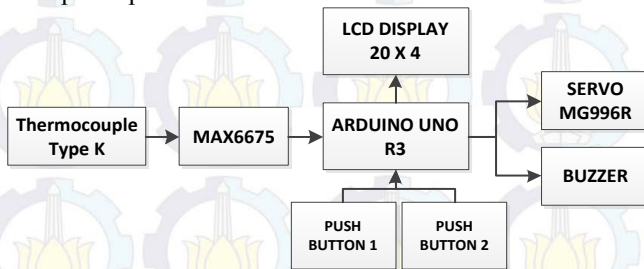 LCD DISPLAY
20 X 4
Thermocouple
Type K
MAX6675
ARDUINO UNO
R3
SERVO
MG996R
BUZZER
PUSH
BUTTON 1
PUSH
BUTTON 2